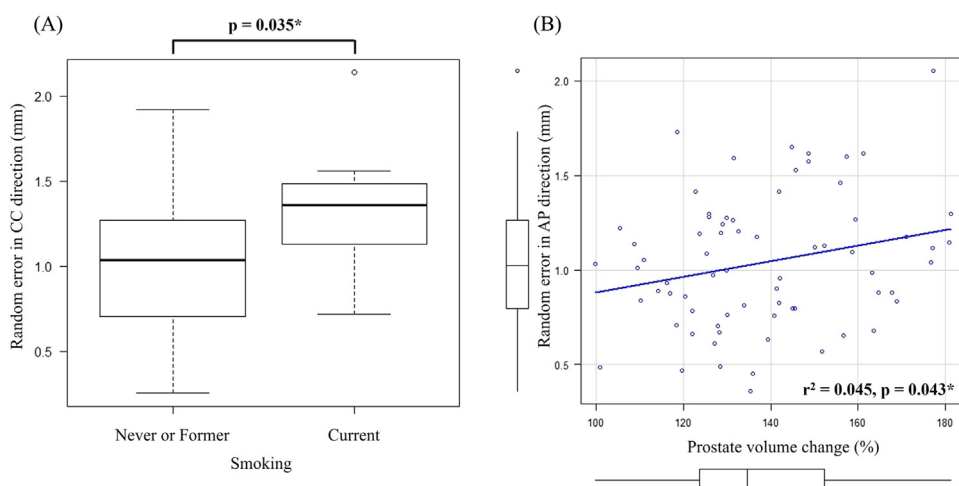 (A)
p = 0.035*
Random error in CC direction (mm)
2.0
1.5
1.0
0.5
Never or Former
Current
Smoking
(B)
Random error in AP direction (mm)
2.0
1.5
1.0
0.5
r² = 0.045, p = 0.043*
100
120
140
160
180
Prostate volume change (%)